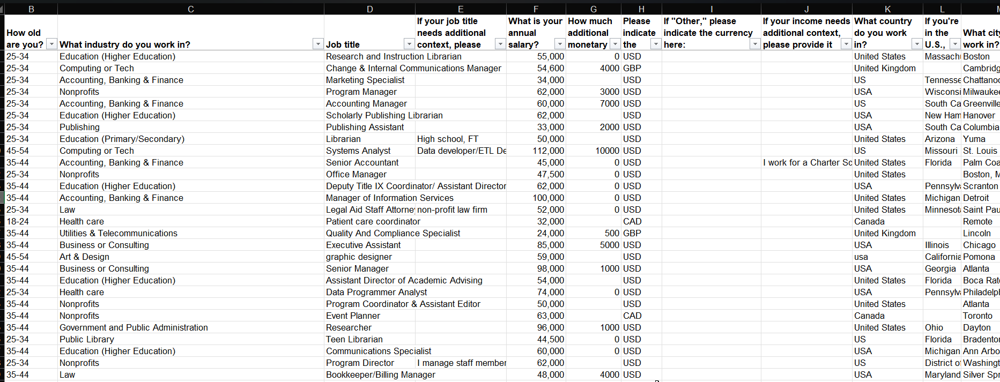 B C D E F G H I J K L
How old are you? What industry do you work in? Job title If your job title needs additional context, please What is your annual salary? How much additional monetary Please indicate the If "Other," please indicate the currency here: If your income needs additional context, please provide it What country do you work in? If you're in the U.S., What city work in?
25-34 Education (Higher Education) Research and Instruction Librarian 55,000 0 USD United States Massach Boston
25-34 Computing or Tech Change & Internal Communications Manager 54,600 4000 GBP United Kingdom Cambridg
25-34 Accounting, Banking & Finance Marketing Specialist 34,000 USD US Tennesse Chattanoo
25-34 Nonprofits Program Manager 62,000 3000 USD USA Wisconsi Milwaukee
25-34 Accounting, Banking & Finance Accounting Manager 60,000 7000 USD US South Ca Greenville
25-34 Education (Higher Education) Scholarly Publishing Librarian 62,000 USD USA New Ham Hanover
25-34 Publishing Publishing Assistant 33,000 2000 USD USA South Ca Columbia
25-34 Education (Primary/Secondary) Librarian High school, FT 50,000 USD United States Arizona Yuma
45-54 Computing or Tech Systems Analyst Data developer/ETL De 112,000 10000 USD US Missouri St. Louis
35-44 Accounting, Banking & Finance Senior Accountant 45,000 0 USD I work for a Charter Sc United States Florida Palm Coa
25-34 Nonprofits Office Manager 47,500 0 USD United States Boston, M
35-44 Education (Higher Education) Deputy Title IX Coordinator/ Assistant Director 62,000 0 USD USA Pennsylv Scranton
35-44 Accounting, Banking & Finance Manager of Information Services 100,000 0 USD United States Michigan Detroit
25-34 Law Legal Aid Staff Attorney non-profit law firm 52,000 0 USD United States Minnesot Saint Pau
18-24 Health care Patient care coordinator 32,000 CAD Canada Remote
35-44 Utilities & Telecommunications Quality And Compliance Specialist 24,000 500 GBP United Kingdom Lincoln
35-44 Business or Consulting Executive Assistant 85,000 5000 USD USA Illinois Chicago
45-54 Art & Design graphic designer 59,000 USD usa California Pomona
35-44 Business or Consulting Senior Manager 98,000 1000 USD USA Georgia Atlanta
35-44 Education (Higher Education) Assistant Director of Academic Advising 54,000 USD United States Florida Boca Rat
25-34 Health care Data Programmer Analyst 74,000 0 USD USA Pennsylv Philadelph
35-44 Nonprofits Program Coordinator & Assistant Editor 50,000 USD United States Atlanta
35-44 Nonprofits Event Planner 63,000 CAD Canada Toronto
35-44 Government and Public Administration Researcher 96,000 1000 USD United States Ohio Dayton
25-34 Public Library Teen Librarian 44,500 0 USD US Florida Bradento
35-44 Education (Higher Education) Communications Specialist 60,000 0 USD USA Michigan Ann Arbo
25-34 Nonprofits Program Director I manage staff member 62,000 USD US District of Washingt
35-44 Law Bookkeeper/Billing Manager 48,000 4000 USD USA Maryland Silver Spr